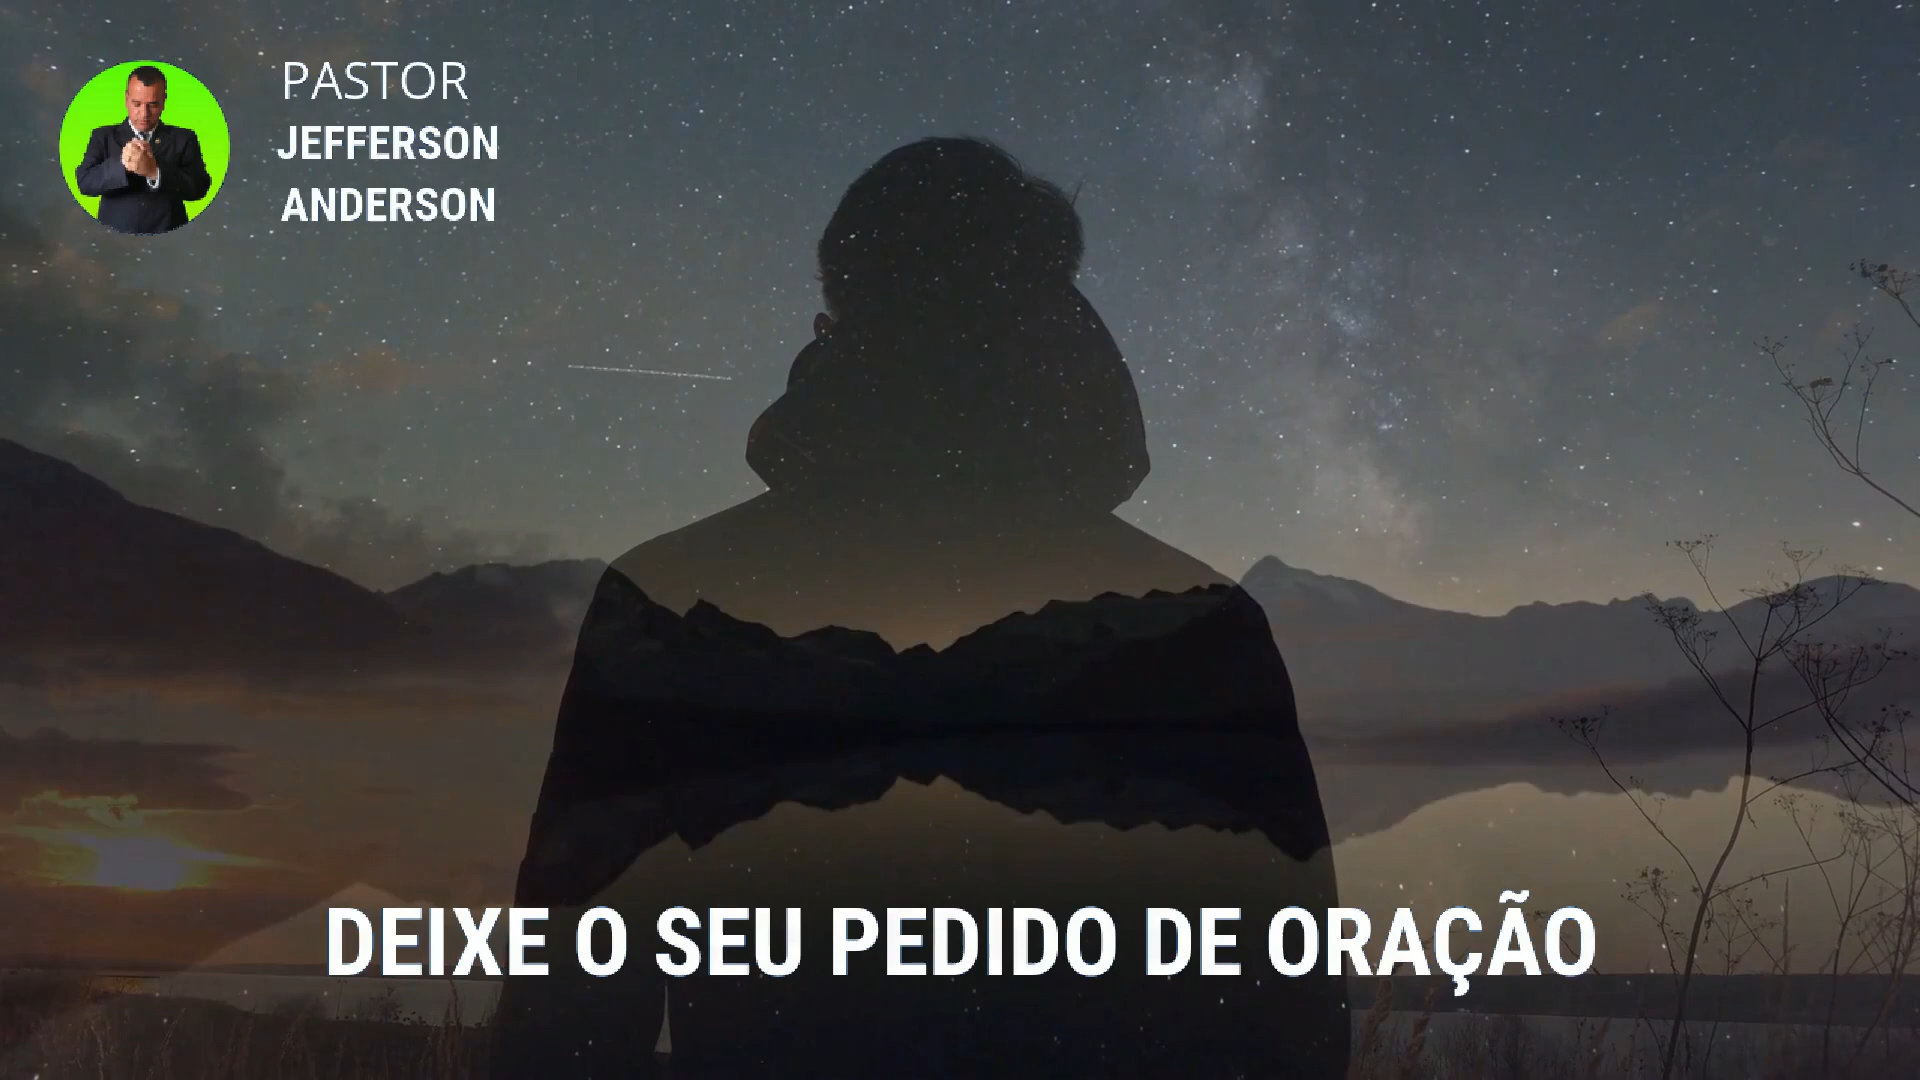 PASTOR
JEFFERSON
ANDERSON
DEIXE O SEU PEDIDO DE ORAÇÃO